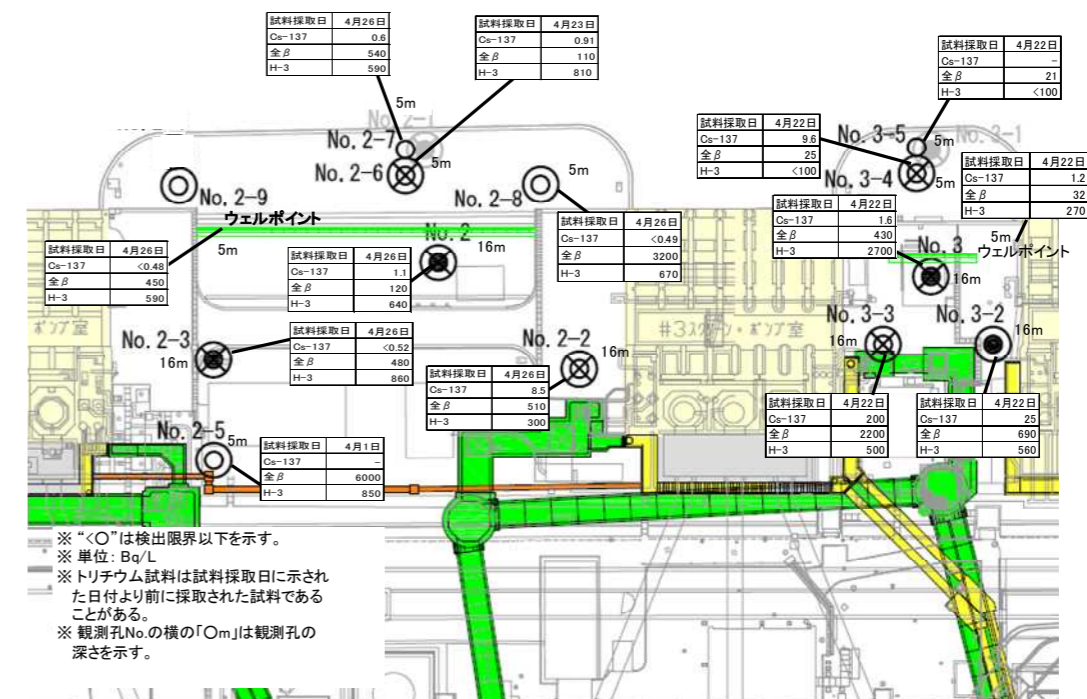 試料採取日 4月26日
Cs-137 0.6
全β 540
H-3 590
試料採取日 4月23日
Cs-137 0.91
全β 110
H-3 810
試料採取日 4月22日
Cs-137 -
全β 21
H-3 <100
試料採取日 4月22日
Cs-137 9.6
全β 25
H-3 <100
試料採取日 4月22日
Cs-137 1.2
全β 32
H-3 270
5m
No. 2-1
No. 2-7
5m
No. 2-6
No. 3-5
5m
No. 3-1
No. 3-4
5m
No. 2-9
5m
No. 2-8
5m
ウェルポイント
5m
試料採取日 4月22日
Cs-137 1.6
全β 430
H-3 2700
試料採取日 4月26日
Cs-137 <0.49
全β 3200
H-3 670
No. 2
16m
No. 3
16m
5m
ウェルポイント
試料採取日 4月26日
Cs-137 <0.48
全β 450
H-3 590
試料採取日 4月26日
Cs-137 1.1
全β 120
H-3 640
ポンプ室
#3スクリーン・ポンプ室
No. 2-3
16m
試料採取日 4月26日
Cs-137 <0.52
全β 480
H-3 860
No. 2-2
16m
No. 3-3
16m
No. 3-2
16m
試料採取日 4月26日
Cs-137 8.5
全β 510
H-3 300
試料採取日 4月22日
Cs-137 200
全β 2200
H-3 500
試料採取日 4月22日
Cs-137 25
全β 690
H-3 560
No. 2-5
5m
試料採取日 4月1日
Cs-137 -
全β 6000
H-3 850
※ “<○”は検出限界以下を示す。
※ 単位: Bq/L
※ トリチウム試料は試料採取日に示され
た日付より前に採取された試料である
ことがある。
※ 観測孔No.の横の「○m」は観測孔の
深さを示す。